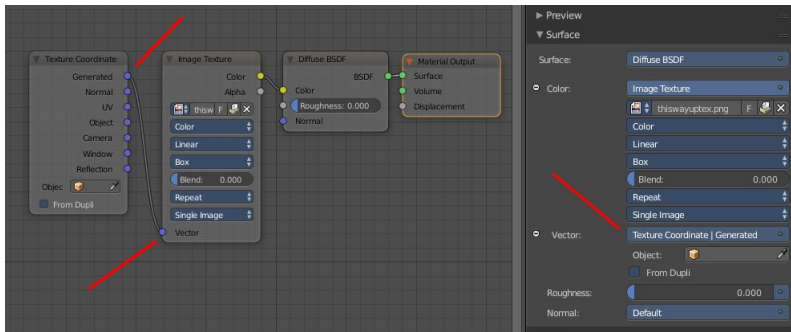 Texture Coordinate
Generated
Normal
UV
Object
Camera
Window
Reflection
Objec
From Dupli
Image Texture
Color
Alpha
thisw F
Color
Linear
Box
Blend: 0.000
Repeat
Single Image
Vector
Diffuse BSDF
BSDF
Color
Roughness: 0.000
Normal
Material Output
Surface
Volume
Displacement
Preview
Surface
Surface: Diffuse BSDF
Color: Image Texture
thiswayuptex.png F
Color
Linear
Box
Blend: 0.000
Repeat
Single Image
Vector: Texture Coordinate | Generated
Object:
From Dupli
Roughness: 0.000
Normal: Default